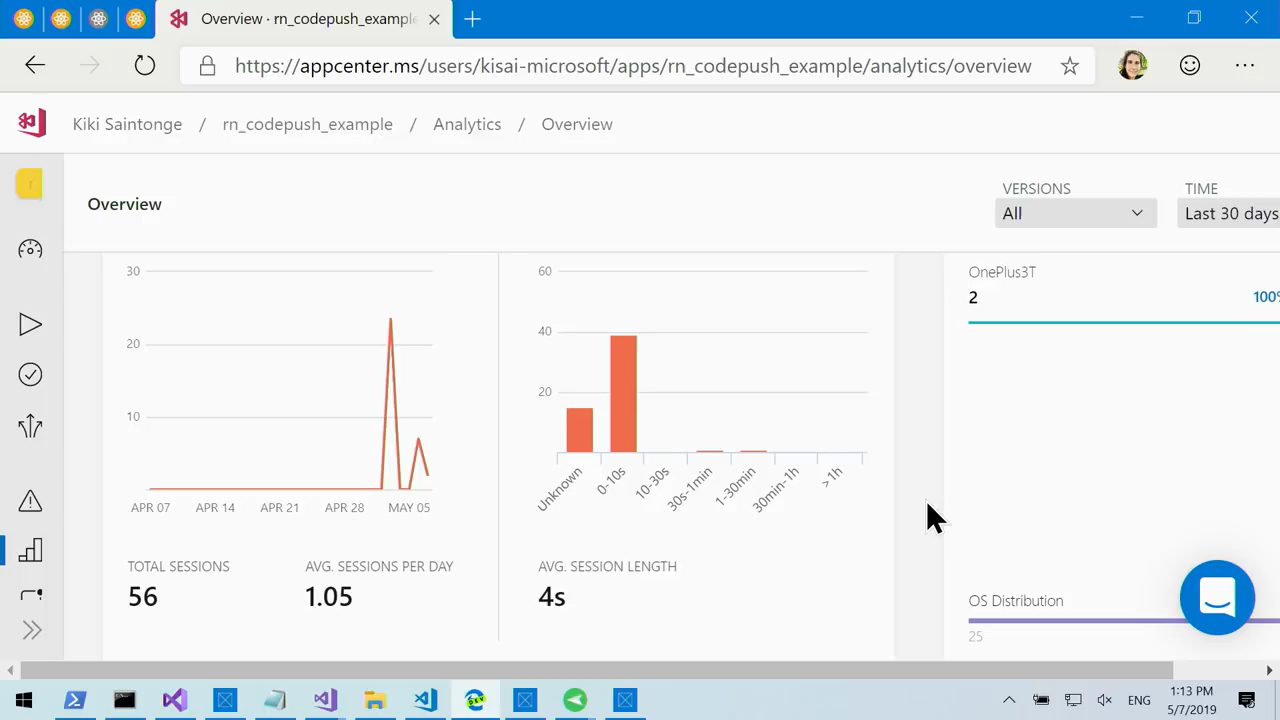 Overview · rn_codepush_example
https://appcenter.ms/users/kisai-microsoft/apps/rn_codepush_example/analytics/overview
Kiki Saintonge / rn_codepush_example / Analytics / Overview
Overview
VERSIONS
All
TIME
Last 30 days
30
20
10
APR 07
APR 14
APR 21
APR 28
MAY 05
TOTAL SESSIONS
56
AVG. SESSIONS PER DAY
1.05
60
40
20
Unknown
0-10s
10-30s
30s-1min
1-30min
30min-1h
>1h
AVG. SESSION LENGTH
4s
OnePlus3T
2
100%
OS Distribution
25
DEV
ENG
1:13 PM
5/7/2019